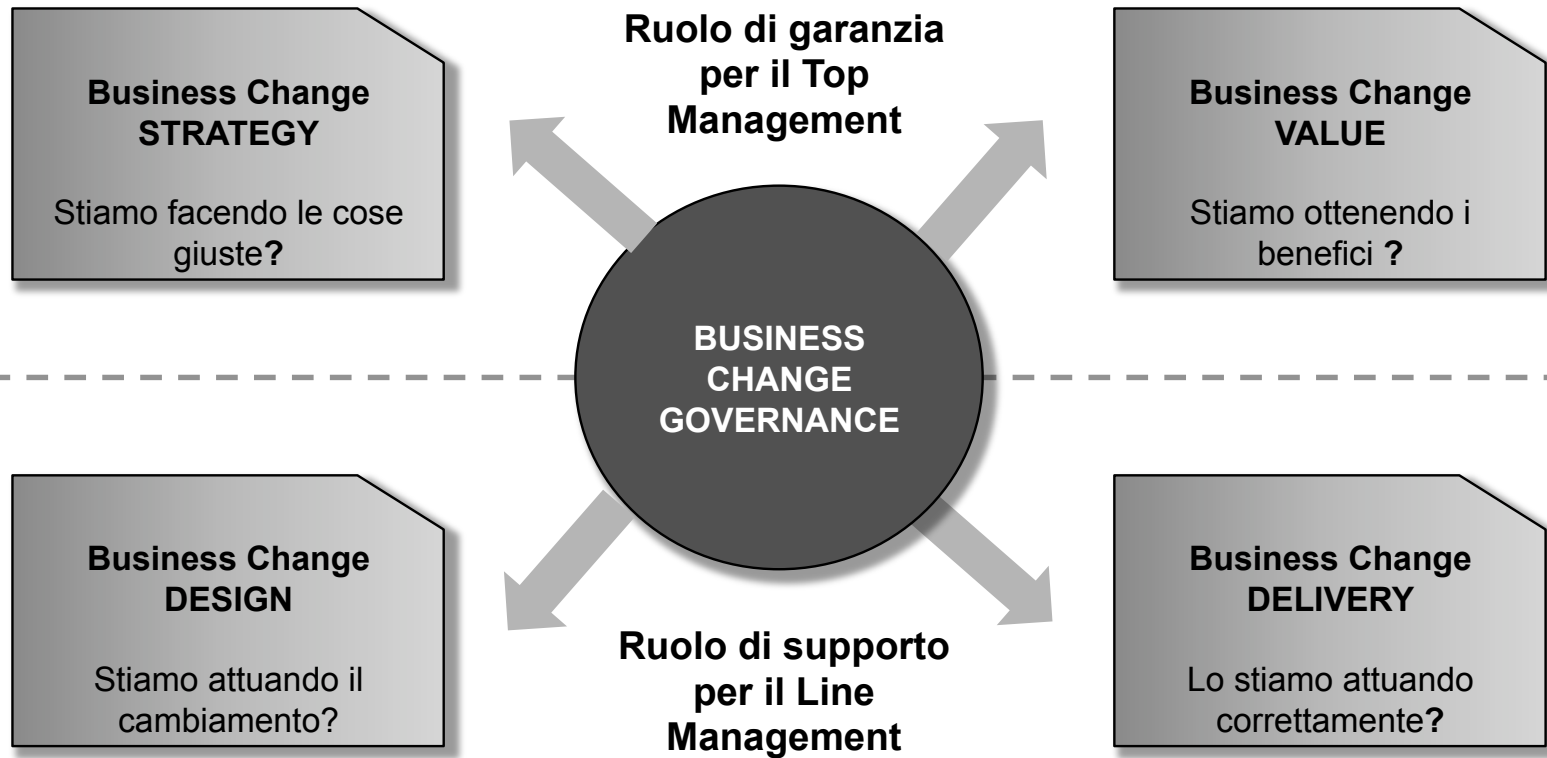 Business Change
STRATEGY
Stiamo facendo le cose
giuste?
Ruolo di garanzia
per il Top
Management
Business Change
VALUE
Stiamo ottenendo i
benefici ?
BUSINESS
CHANGE
GOVERNANCE
Business Change
DESIGN
Stiamo attuando il
cambiamento?
Ruolo di supporto
per il Line
Management
Business Change
DELIVERY
Lo stiamo attuando
correttamente?